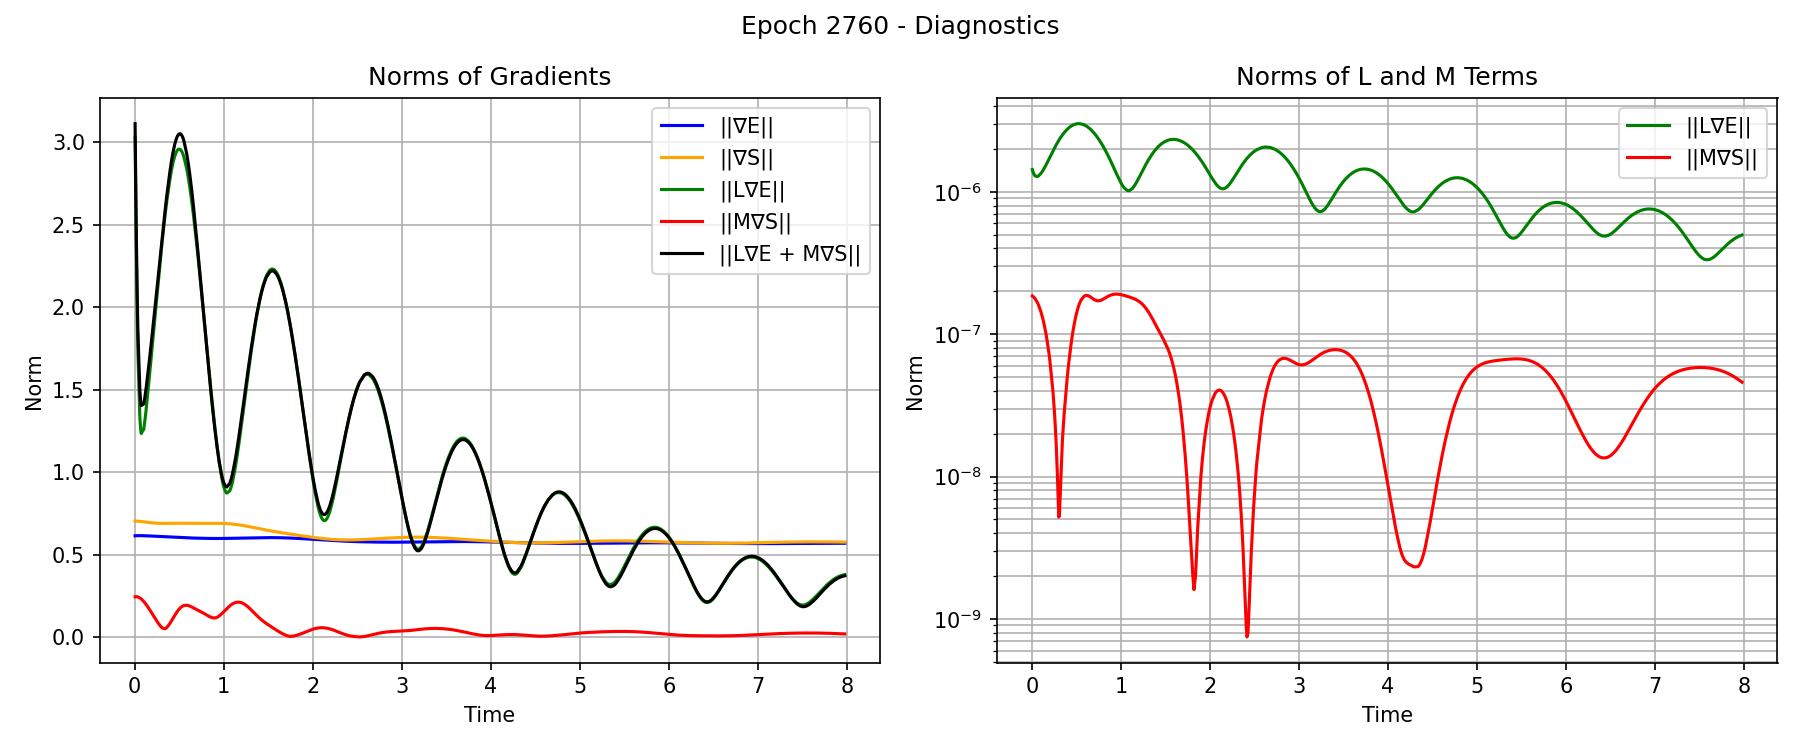 Epoch 2760 - Diagnostics
Norms of Gradients
Norm
3.0
2.5
2.0
1.5
1.0
0.5
0.0
||∇E||
||∇S||
||L∇E||
||M∇S||
||L∇E + M∇S||
0 1 2 3 4 5 6 7 8
Time
Norms of L and M Terms
Norm
10⁻⁶
10⁻⁷
10⁻⁸
10⁻⁹
||L∇E||
||M∇S||
0 1 2 3 4 5 6 7 8
Time